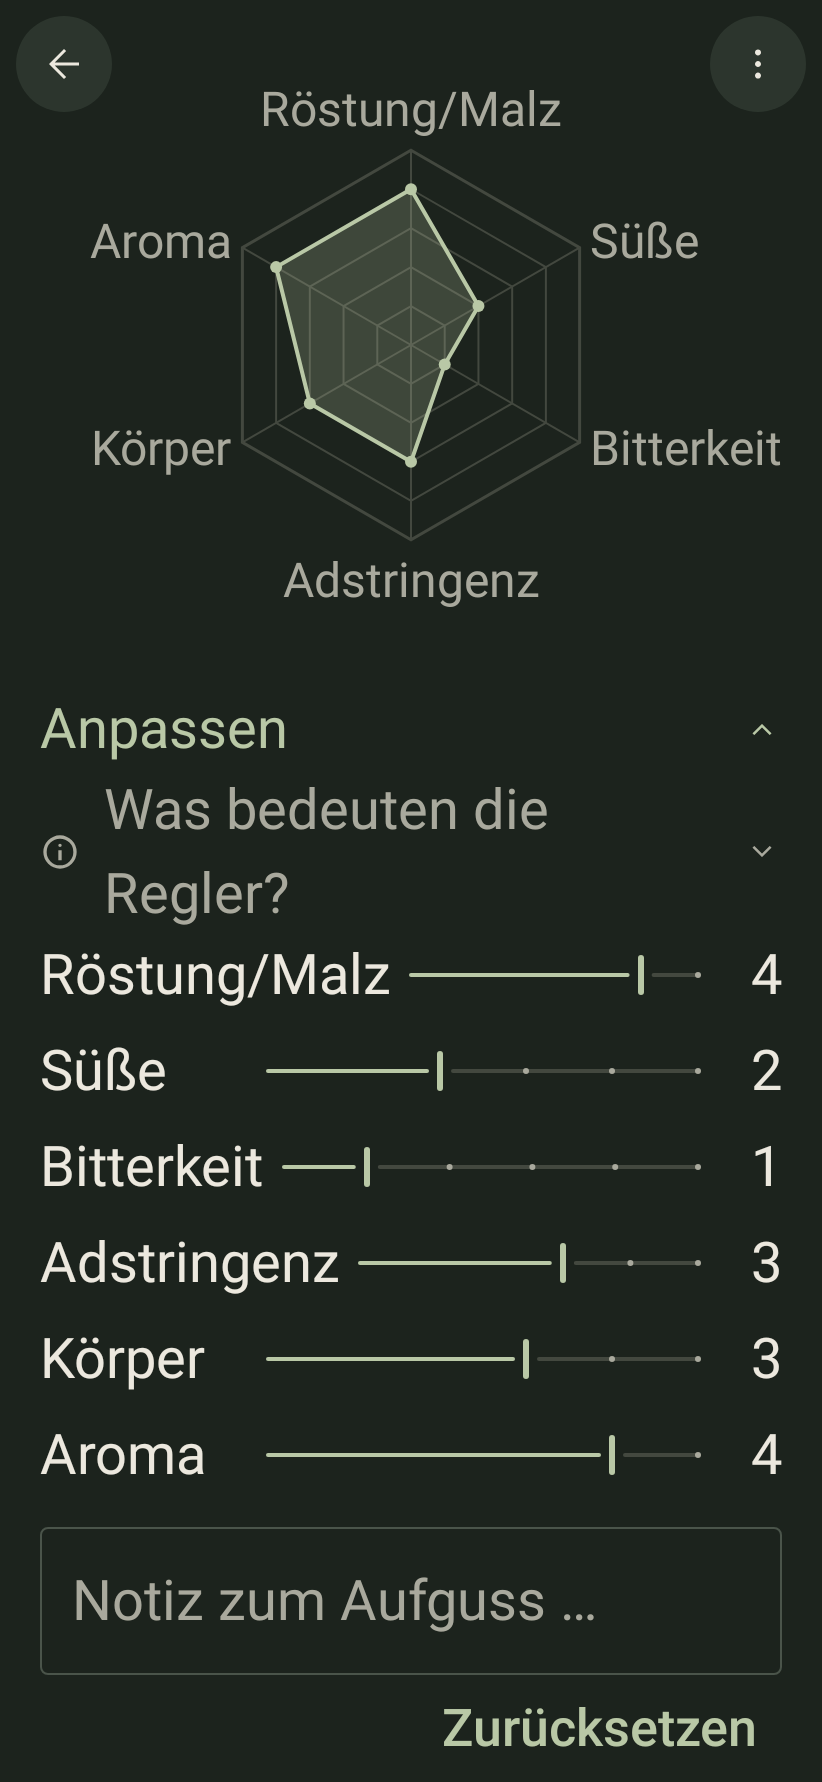 Röstung/Malz
Aroma
Süße
Körper
Bitterkeit
Adstringenz
Anpassen
Was bedeuten die
Regler?
Röstung/Malz 4
Süße 2
Bitterkeit 1
Adstringenz 3
Körper 3
Aroma 4
Notiz zum Aufguss …
Zurücksetzen